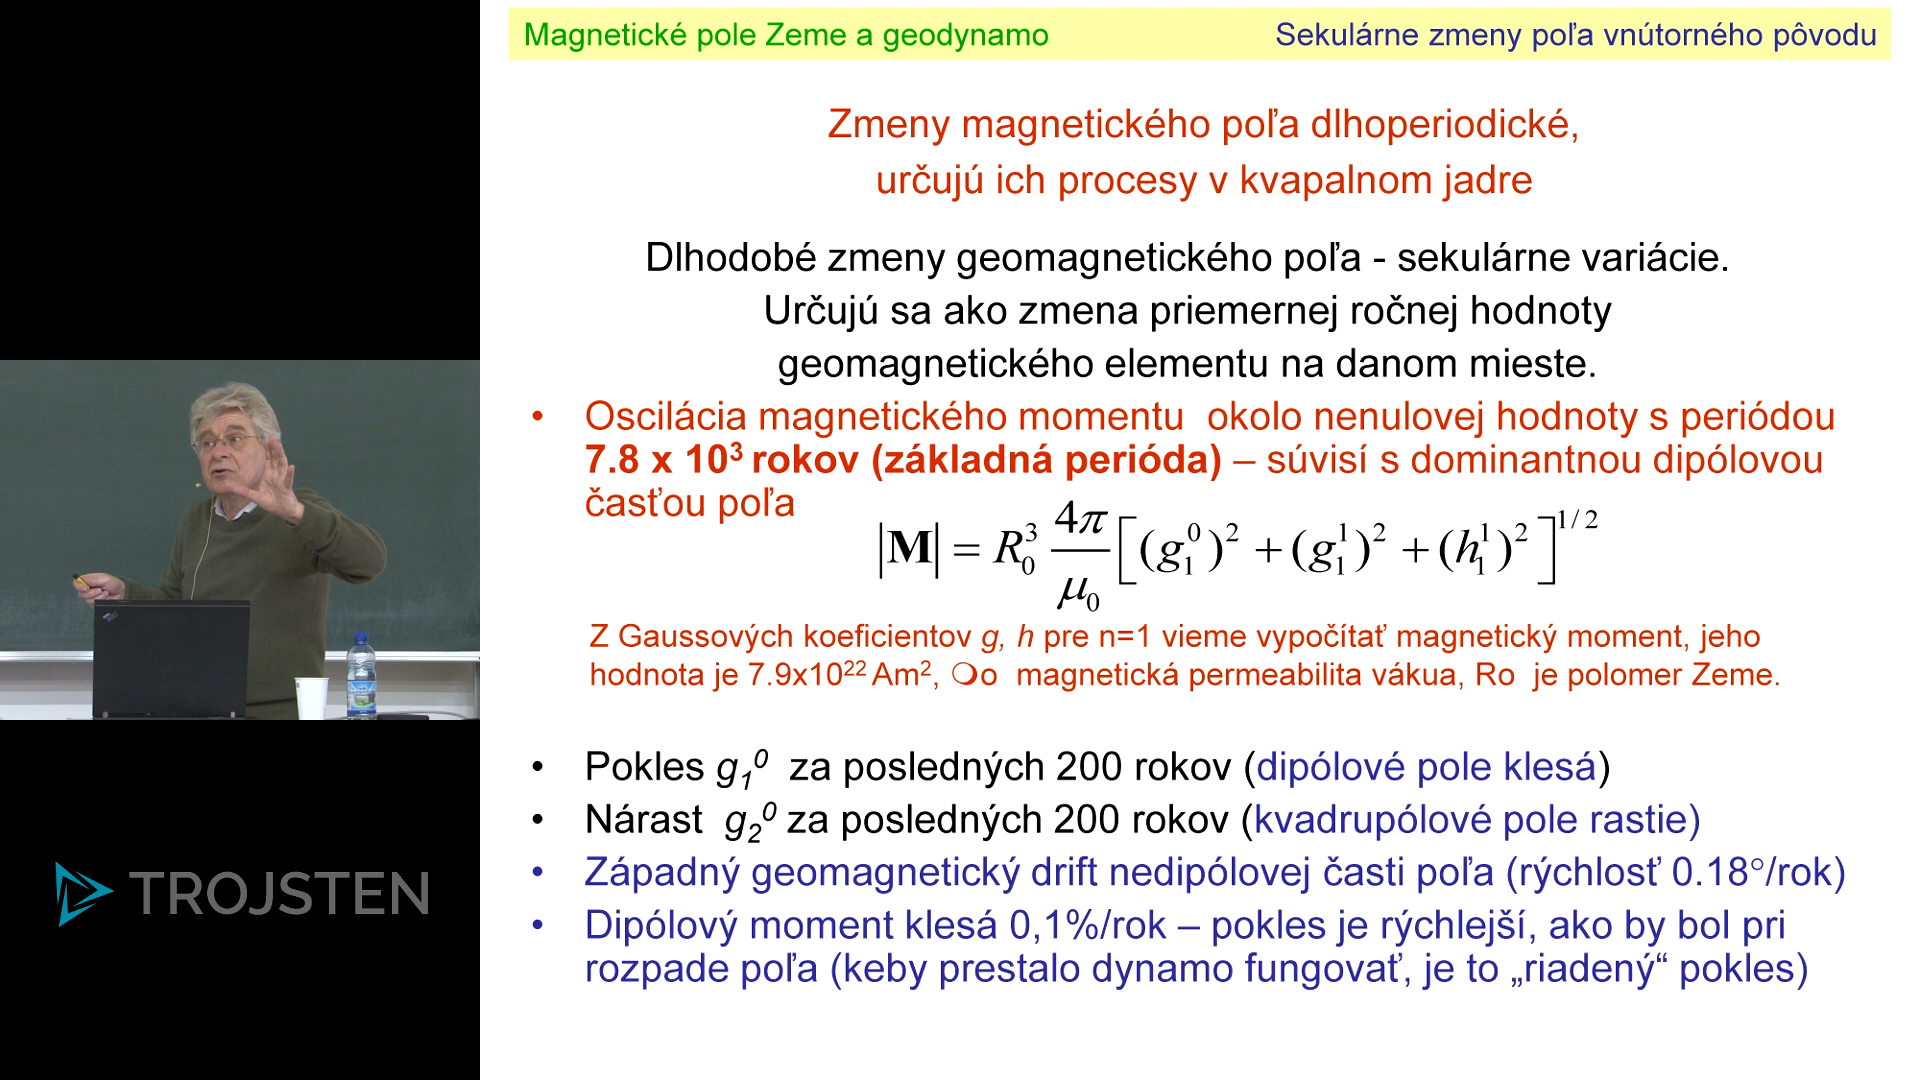 Magnetické pole Zeme a geodynamo
Sekulárne zmeny poľa vnútorného pôvodu
Zmeny magnetického poľa dlhoperiodické,
určujú ich procesy v kvapalnom jadre
Dlhodobé zmeny geomagnetického poľa - sekulárne variácie.
Určujú sa ako zmena priemernej ročnej hodnoty
geomagnetického elementu na danom mieste.
• Oscilácia magnetického momentu okolo nenulovej hodnoty s periódou
7.8 x 10³ rokov (základná perióda) – súvisí s dominantnou dipólovou
časťou poľa
|M| = R₀³ 4π/μ₀ [(g₁⁰)² + (g₁¹)² + (h₁¹)²]^1/2
Z Gaussových koeficientov g, h pre n=1 vieme vypočítať magnetický moment, jeho
hodnota je 7.9x10²² Am², ❍o magnetická permeabilita vákua, Ro je polomer Zeme.
• Pokles g₁⁰ za posledných 200 rokov (dipólové pole klesá)
• Nárast g₂⁰ za posledných 200 rokov (kvadrupólové pole rastie)
• Západný geomagnetický drift nedipólovej časti poľa (rýchlosť 0.18°/rok)
• Dipólový moment klesá 0,1%/rok – pokles je rýchlejší, ako by bol pri
rozpade poľa (keby prestalo dynamo fungovať, je to „riadený“ pokles)
TROJSTEN